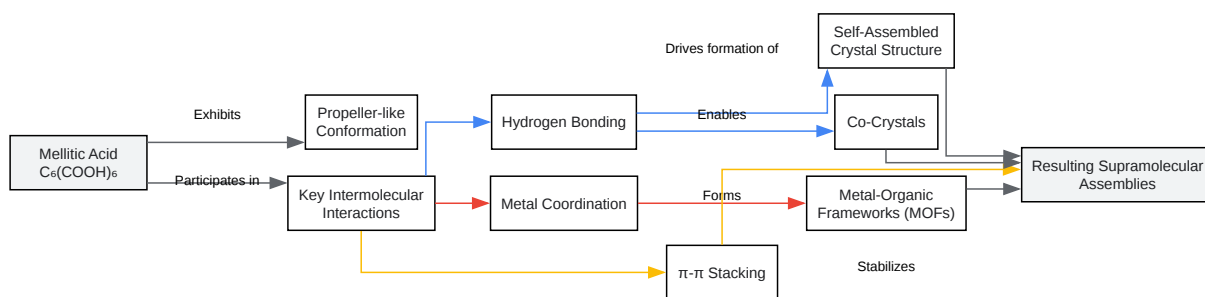 Self-Assembled
Crystal Structure
Drives formation of
Propeller-like
Conformation
Exhibits
Hydrogen Bonding
Enables
Co-Crystals
Mellitic Acid
C₆(COOH)₆
Participates in
Key Intermolecular
Interactions
Metal Coordination
Forms
Metal-Organic
Frameworks (MOFs)
Resulting Supramolecular
Assemblies
π-π Stacking
Stabilizes